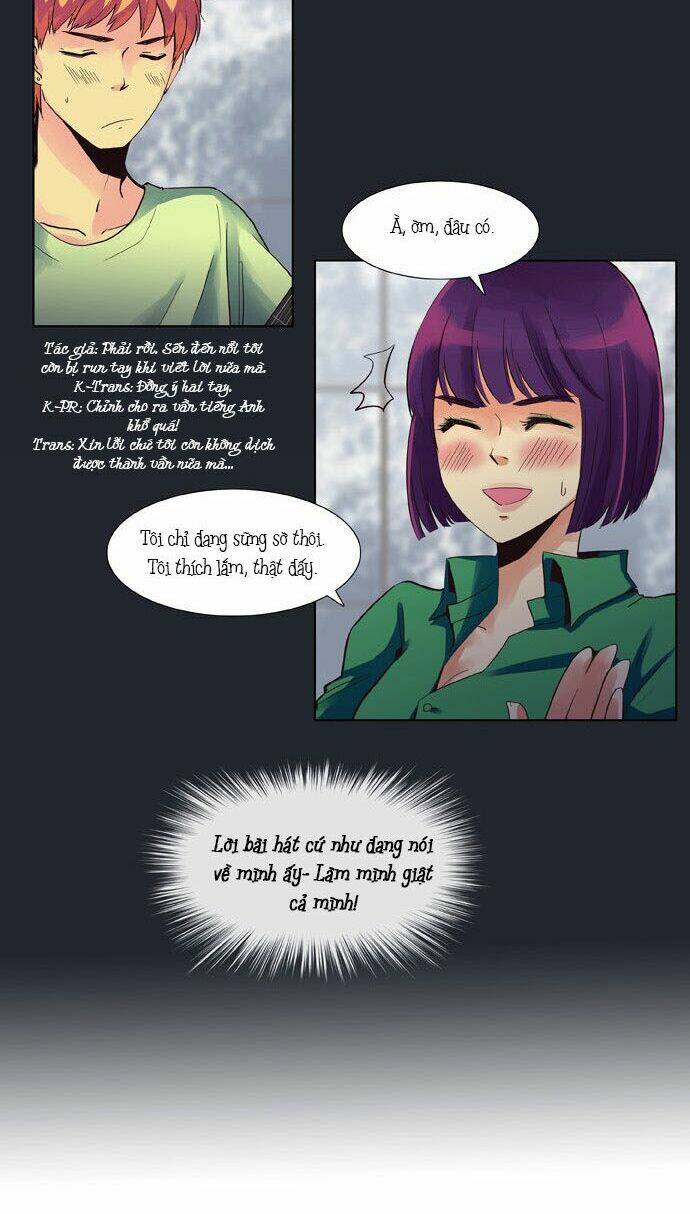 À, ờm, đâu có.
Tác giả: Phải rồi. Sến đến nỗi tôi
còn bị run tay khi viết lời nữa mà.
K-Trans: Đồng ý hai tay.
K-PR: Chỉnh cho ra vần tiếng Anh
khổ quá!
Trans: Xin lỗi chứ tôi còn không dịch
được thành vần nữa mà...
Tôi chỉ đang sững sờ thôi.
Tôi thích lắm, thật đấy.
Lời bài hát cứ như đang nói
về mình ấy- Làm mình giật
cả mình!